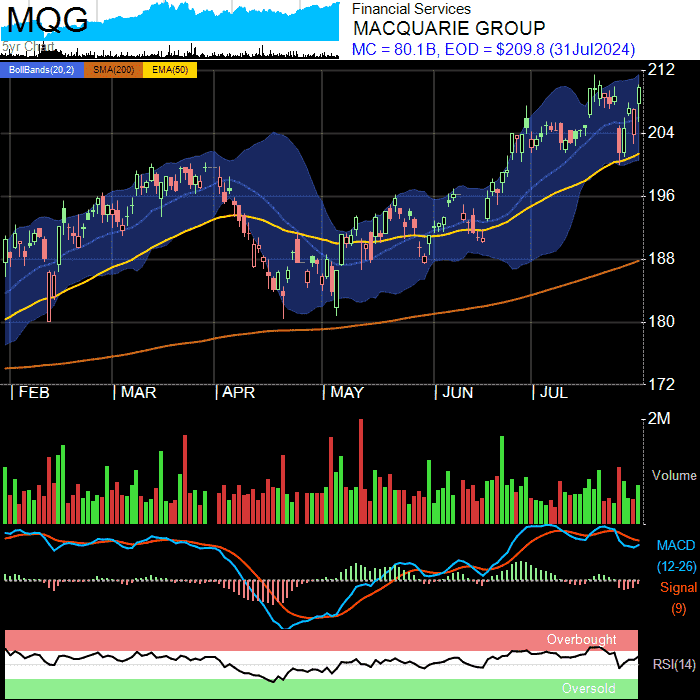 MQG
5yr Chart
Financial Services
MACQUARIE GROUP
MC = 80.1B, EOD = $209.8 (31Jul2024)
BollBands(20,2) SMA(200) EMA(50)
212
204
196
188
180
172
FEB MAR APR MAY JUN JUL
2M
Volume
MACD
(12-26)
Signal
(9)
Overbought
RSI(14)
Oversold